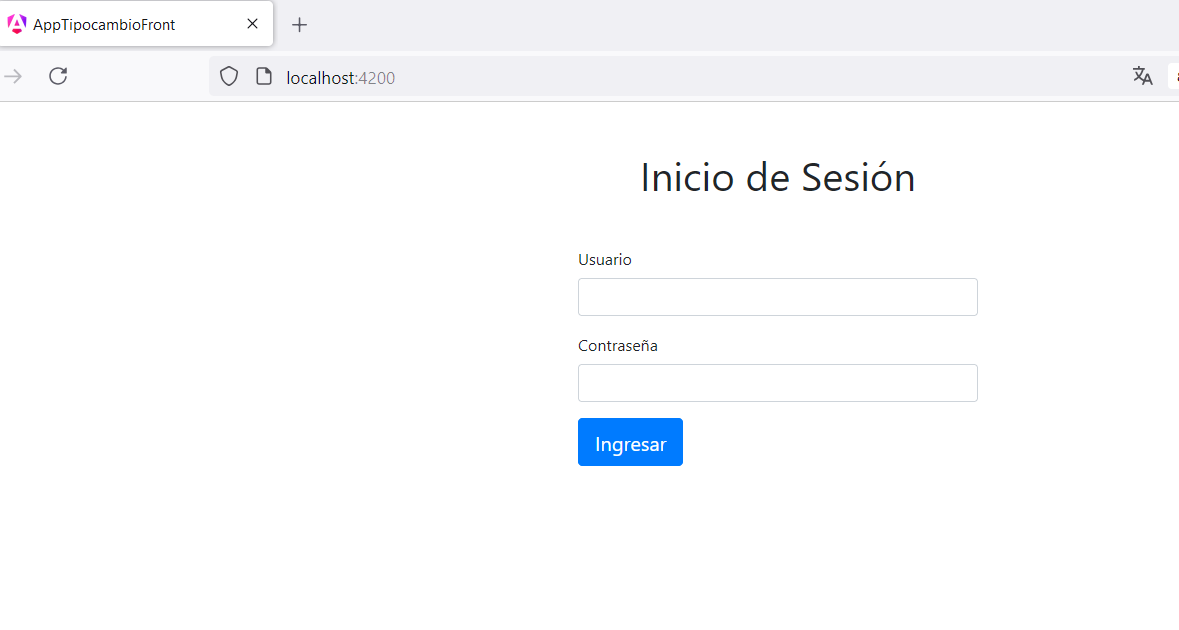 AppTipocambioFront
localhost:4200
Inicio de Sesión
Usuario
Contraseña
Ingresar